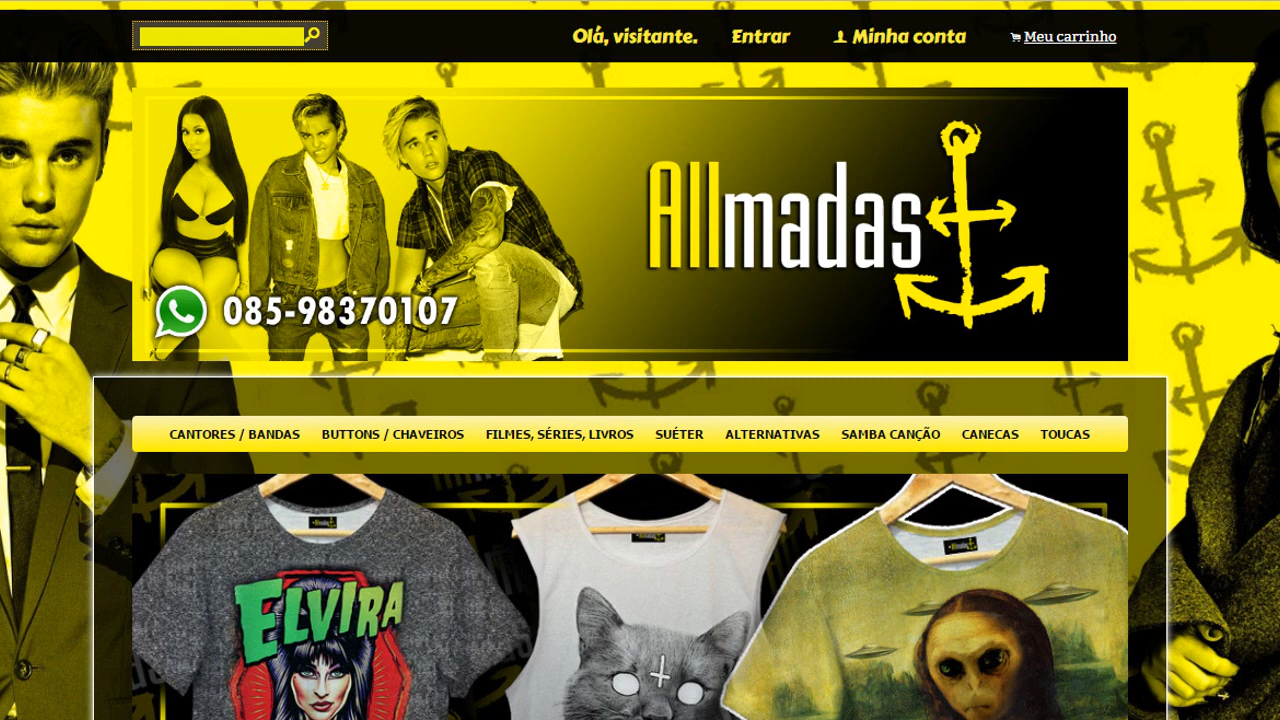 Olá, visitante. Entrar Minha conta Meu carrinho
Allmadas
085-98370107
CANTORES / BANDAS BUTTONS / CHAVEIROS FILMES, SÉRIES, LIVROS SUÉTER ALTERNATIVAS SAMBA CANÇÃO CANECAS TOUCAS
Allmadas
ELVIRA